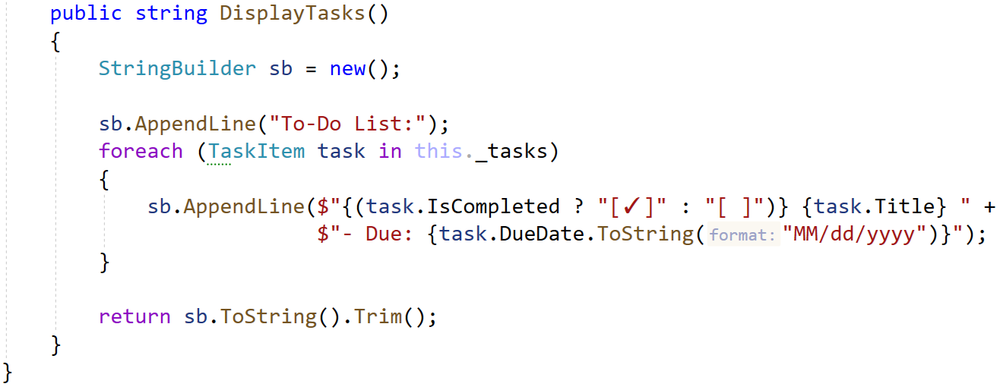 public string DisplayTasks()
{
StringBuilder sb = new();
sb.AppendLine("To-Do List:");
foreach (TaskItem task in this._tasks)
{
sb.AppendLine($"{(task.IsCompleted ? "[✓]" : "[ ]")} {task.Title} " +
$"- Due: {task.DueDate.ToString(format:"MM/dd/yyyy")}");
}
return sb.ToString().Trim();
}
}